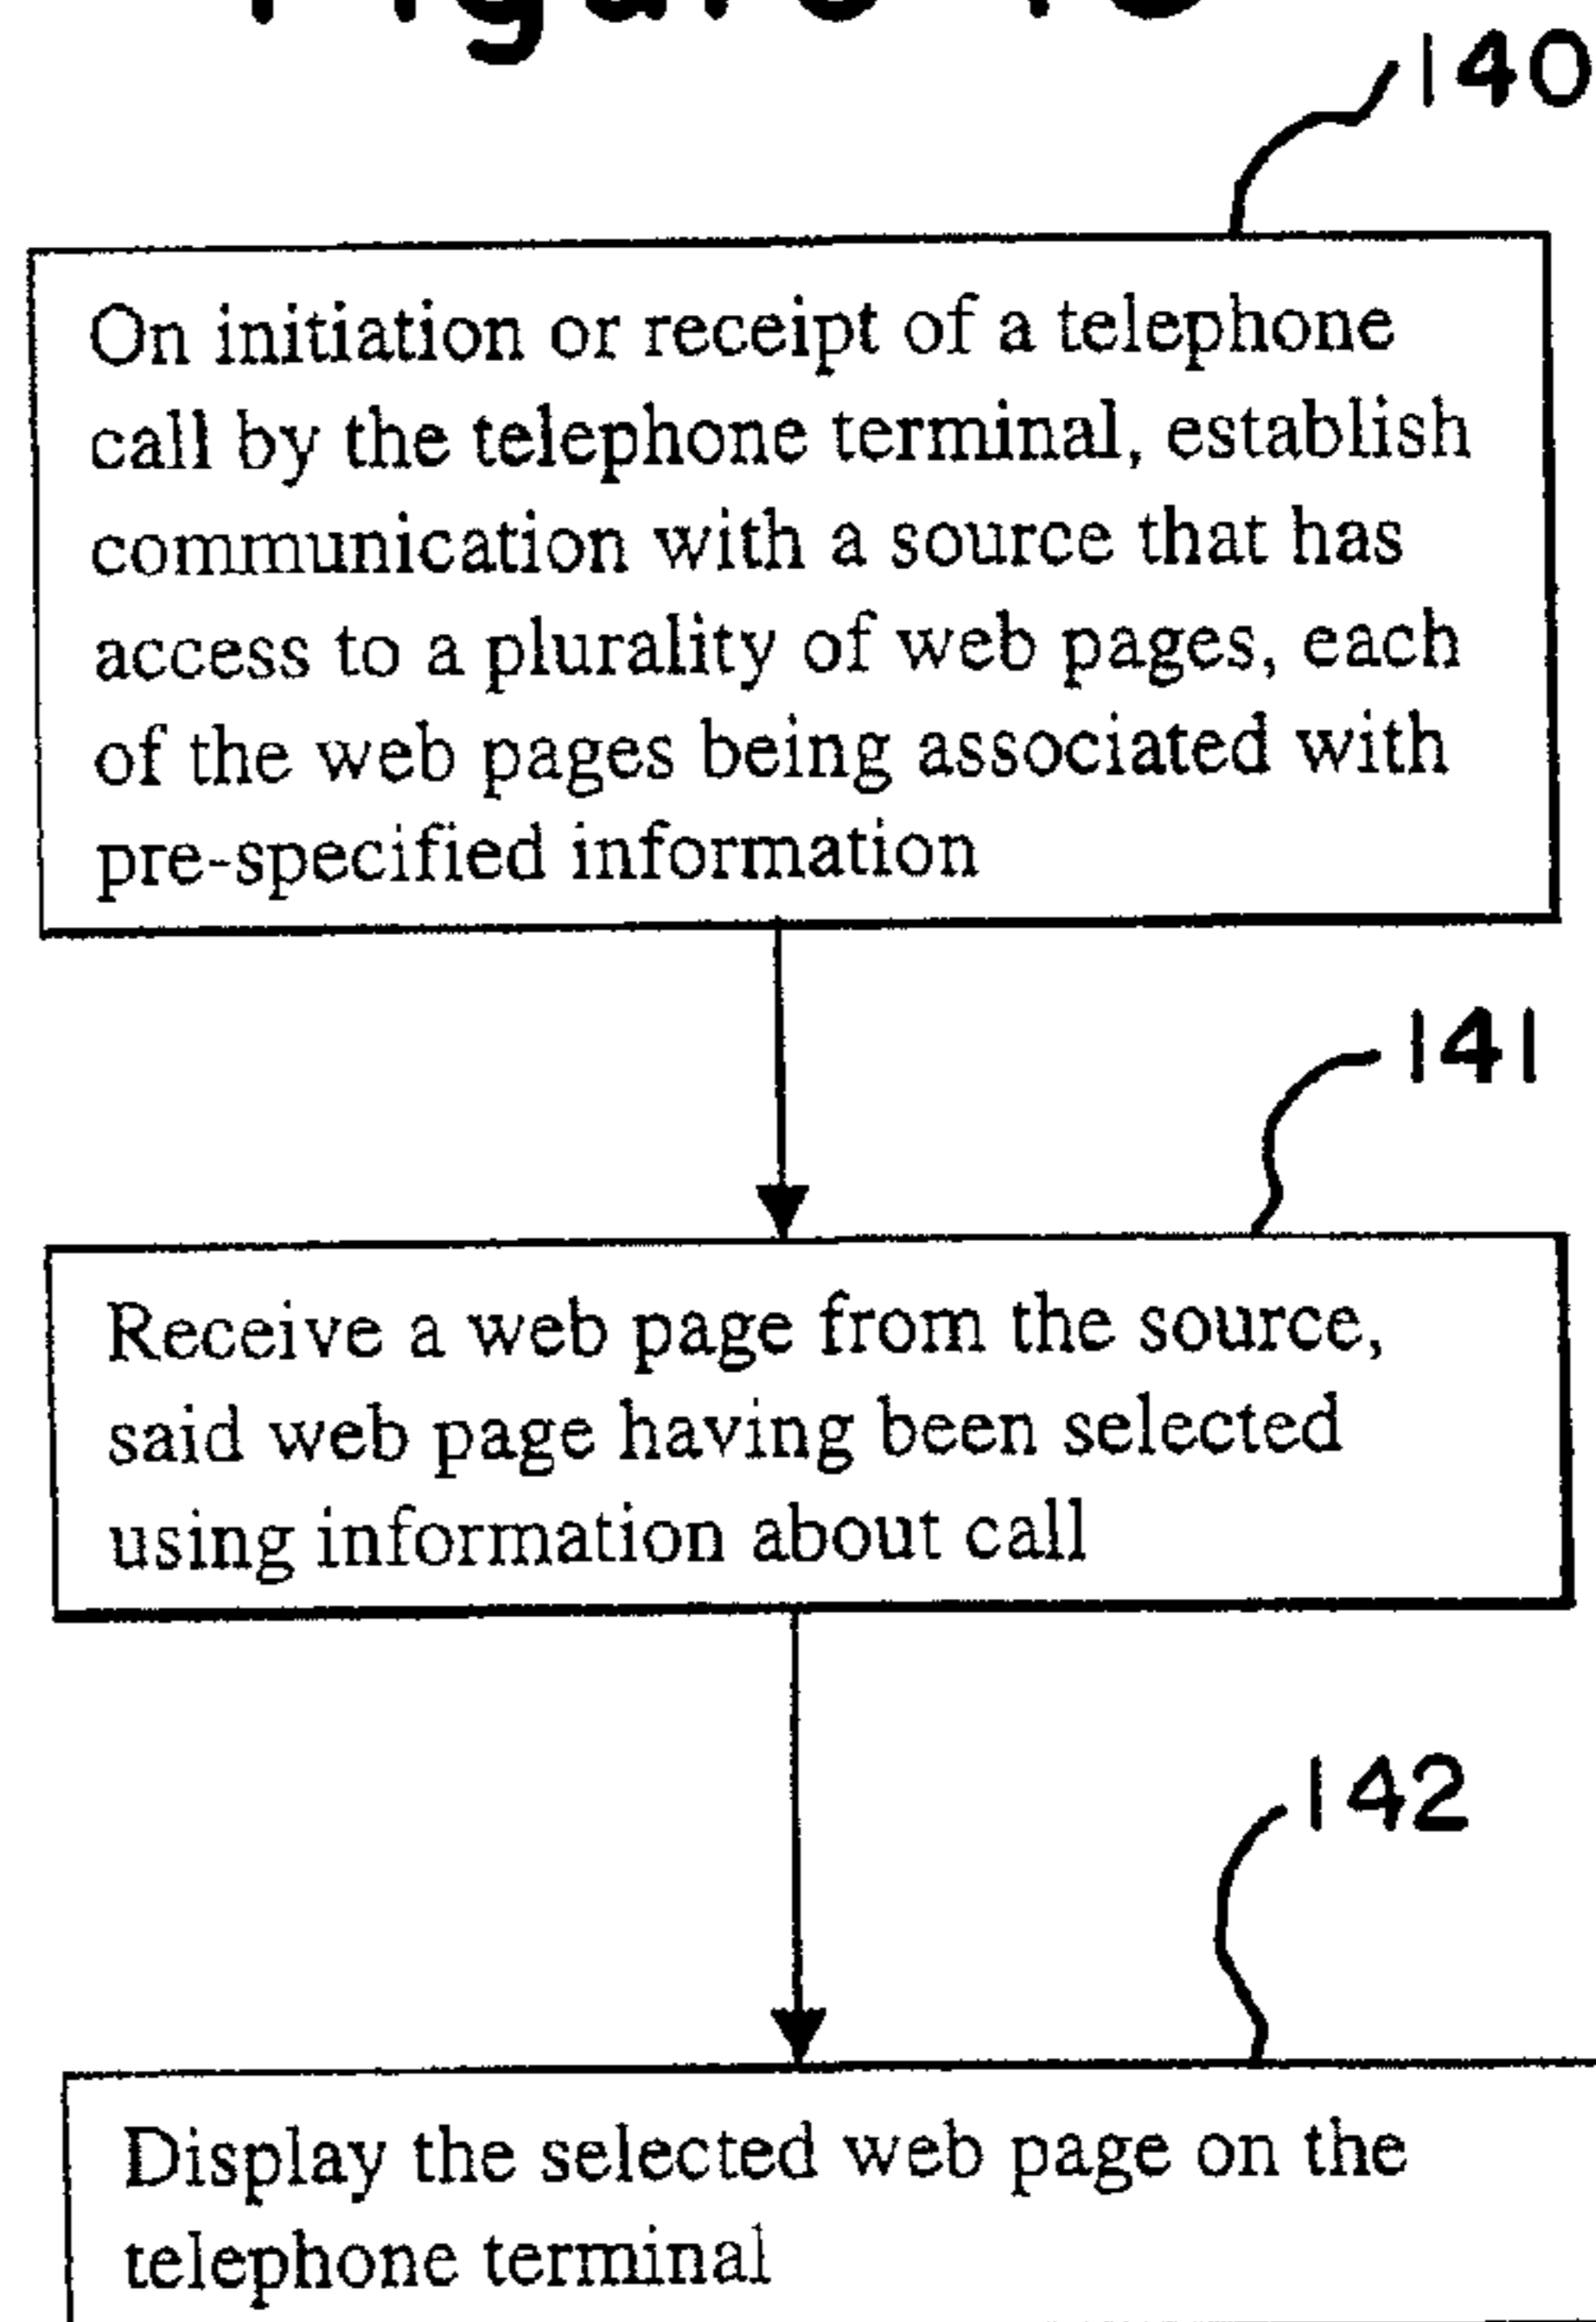 140
On initiation or receipt of a telephone
call by the telephone terminal, establish
communication with a source that has
access to a plurality of web pages, each
of the web pages being associated with
pre-specified information
141
Receive a web page from the source,
said web page having been selected
using information about call
142
Display the selected web page on the
telephone terminal